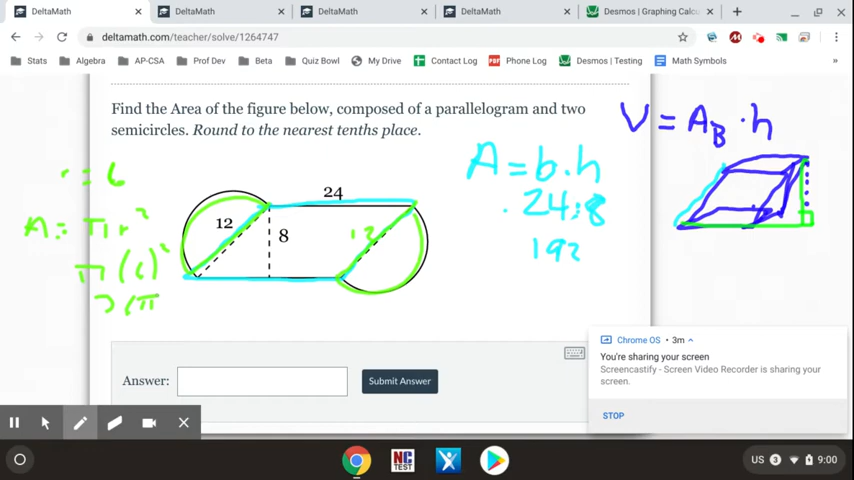 DeltaMath
DeltaMath
DeltaMath
DeltaMath
Desmos | Graphing Calcu
deltamath.com/teacher/solve/1264747
Stats
Algebra
AP-CSA
Prof Dev
Beta
Quiz Bowl
My Drive
Contact Log
Phone Log
Desmos | Testing
Math Symbols
Find the Area of the figure below, composed of a parallelogram and two
semicircles. Round to the nearest tenths place.
V = A_B · h
r = 6
A = b·h
24
A = πr²
12
8
12
· 24·8
π(6)²
192
36π
Answer:
Submit Answer
Chrome OS • 3m
You're sharing your screen
Screencastify - Screen Video Recorder is sharing your
screen.
STOP
NC
TEST
US
3
9:00